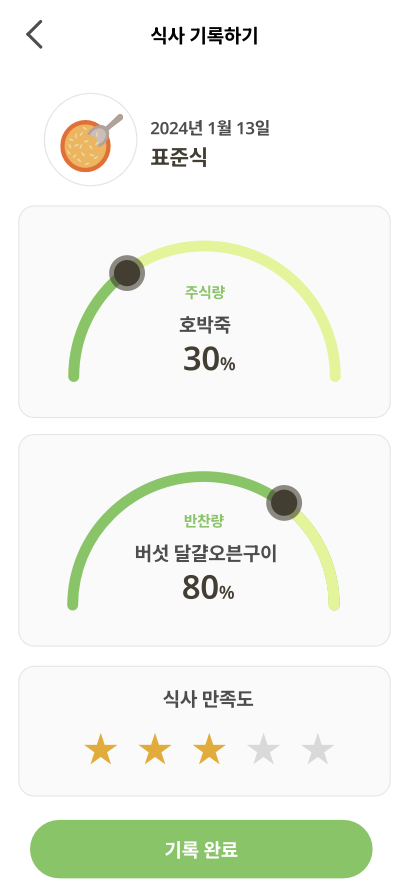 식사 기록하기
2024년 1월 13일
표준식
주식량
호박죽
30%
반찬량
버섯 달걀오븐구이
80%
식사 만족도
기록 완료